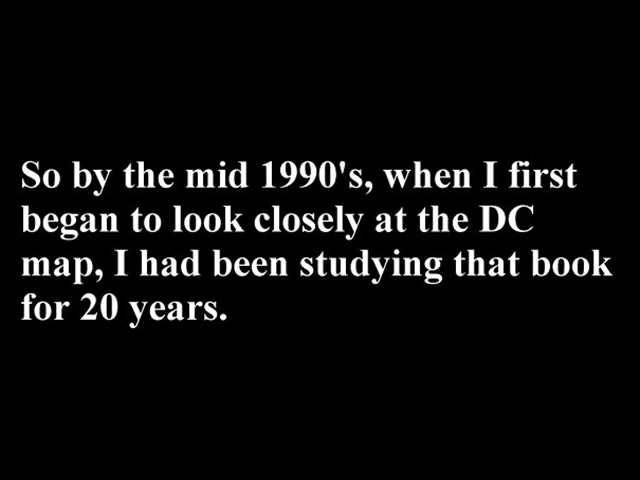 So by the mid 1990's, when I first
began to look closely at the DC
map, I had been studying that book
for 20 years.